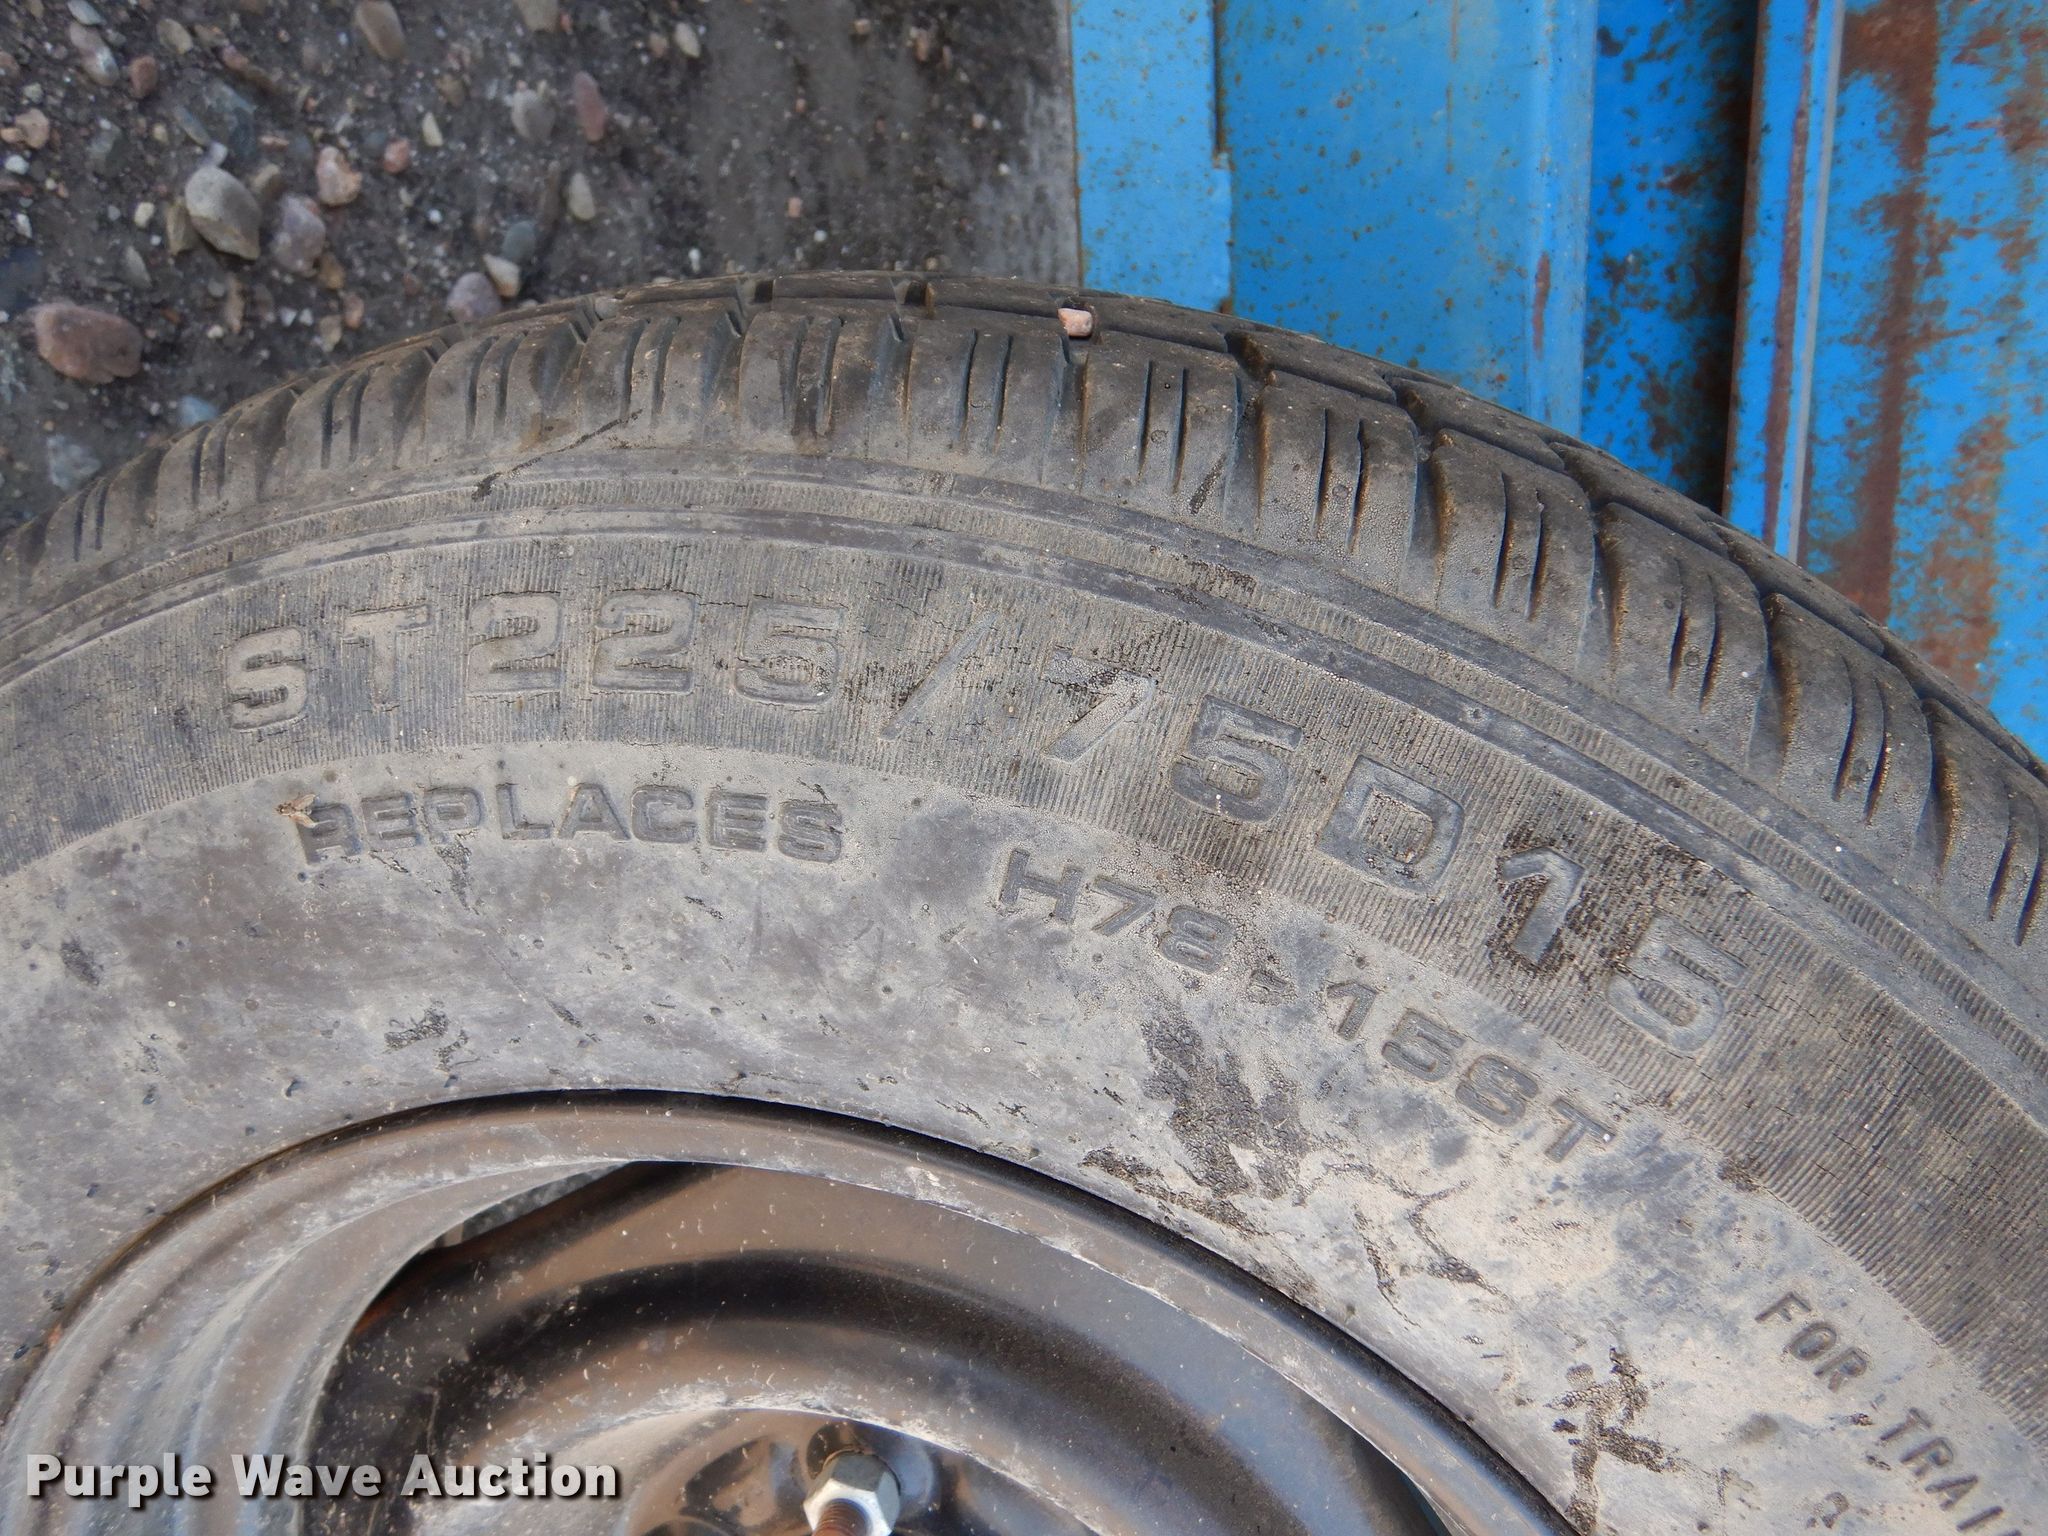 ST225/75D15
REPLACES H78-15ST
FOR TRAI
Purple Wave Auction